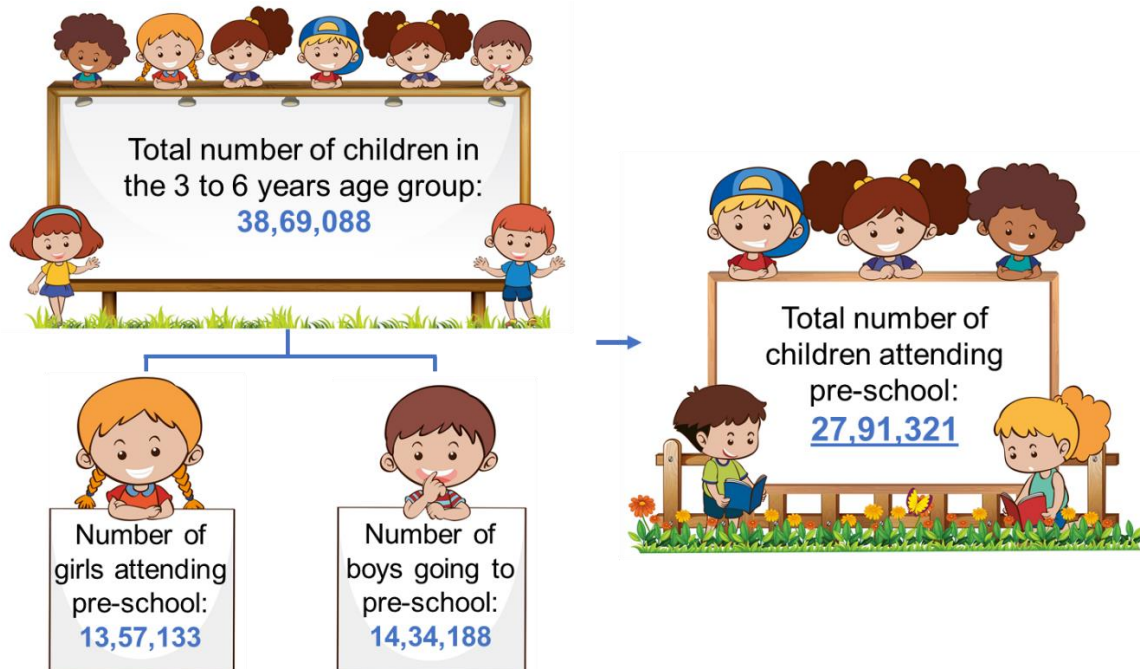 Total number of children in
the 3 to 6 years age group:
38,69,088
Number of
girls attending
pre-school:
13,57,133
Number of
boys going to
pre-school:
14,34,188
Total number of
children attending
pre-school:
27,91,321